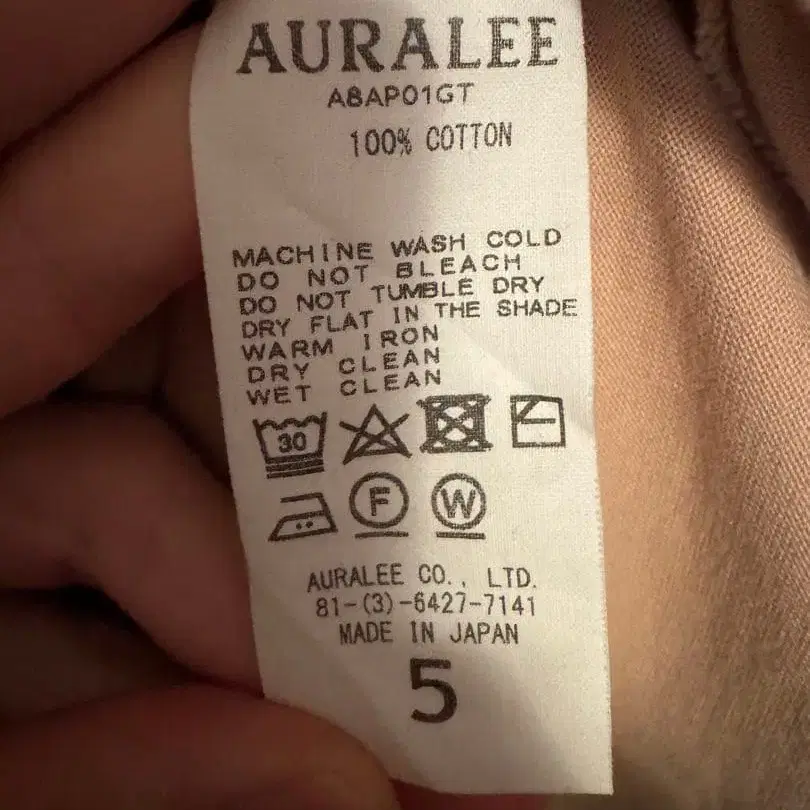 AURALEE
A8AP01GT
100% COTTON
MACHINE WASH COLD
DO NOT BLEACH
DO NOT TUMBLE DRY
DRY FLAT IN THE SHADE
WARM IRON
DRY CLEAN
WET CLEAN
30
F W
AURALEE CO., LTD.
81-(3)-6427-7141
MADE IN JAPAN
5